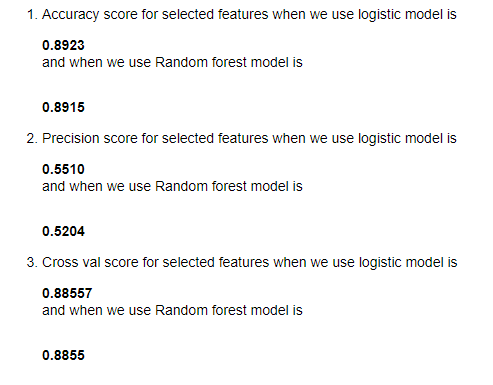 1. Accuracy score for selected features when we use logistic model is
0.8923
and when we use Random forest model is
0.8915
2. Precision score for selected features when we use logistic model is
0.5510
and when we use Random forest model is
0.5204
3. Cross val score for selected features when we use logistic model is
0.88557
and when we use Random forest model is
0.8855